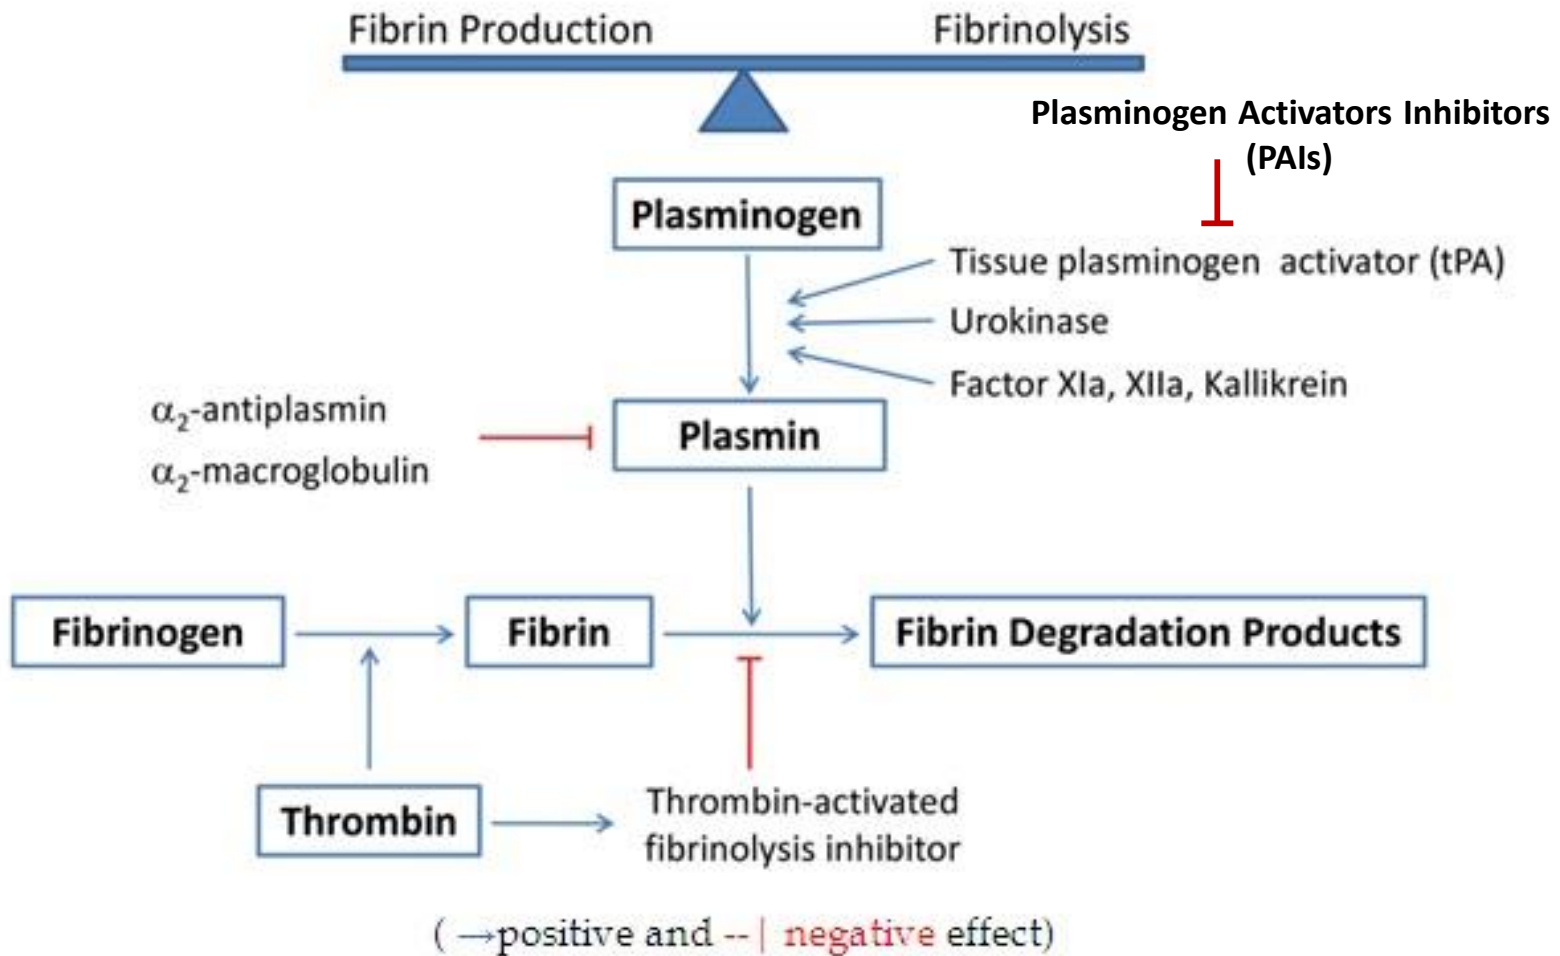 Fibrin Production
Fibrinolysis
Plasminogen Activators Inhibitors
(PAIs)
Plasminogen
Tissue plasminogen activator (tPA)
Urokinase
Factor XIa, XIIa, Kallikrein
α₂-antiplasmin
α₂-macroglobulin
Plasmin
Fibrinogen
Fibrin
Fibrin Degradation Products
Thrombin
Thrombin-activated
fibrinolysis inhibitor
( →positive and --| negative effect)